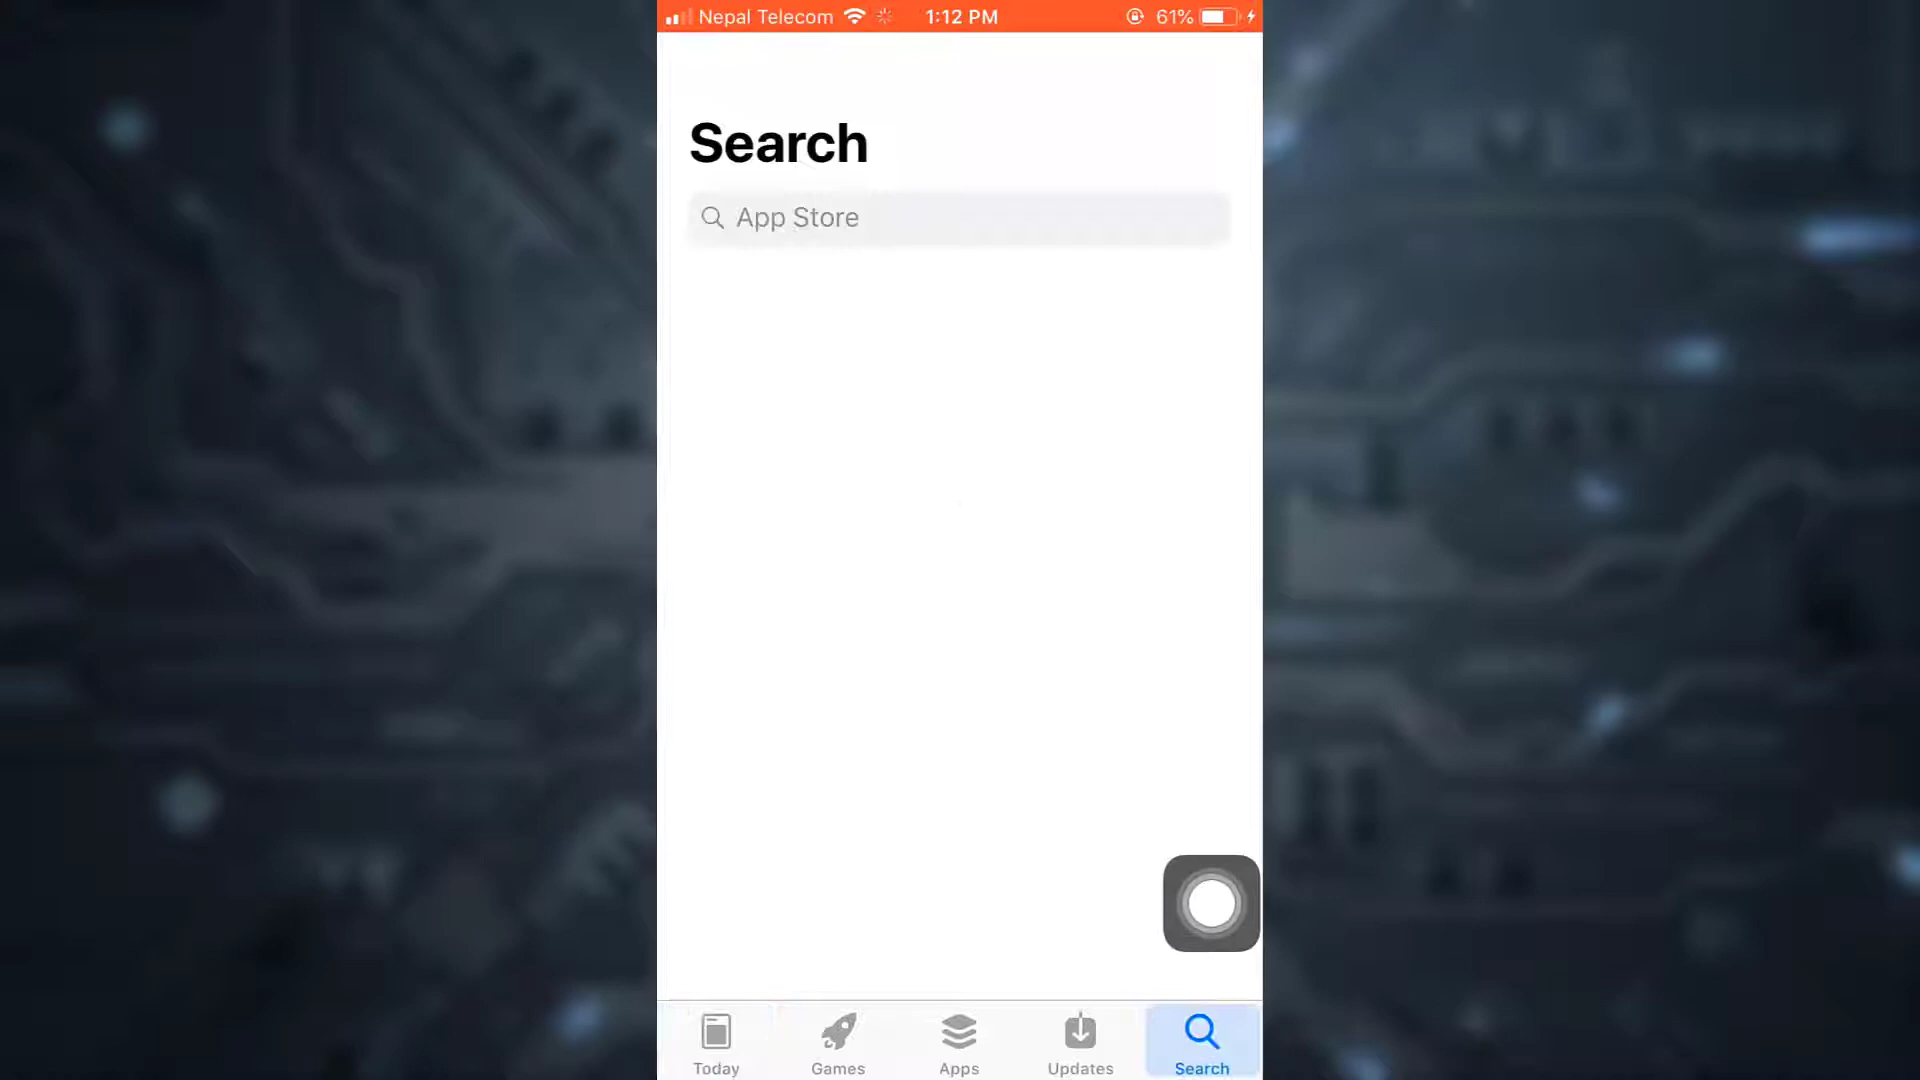 Nepal Telecom 1:12 PM 61%
Search
App Store
Today Games Apps Updates Search